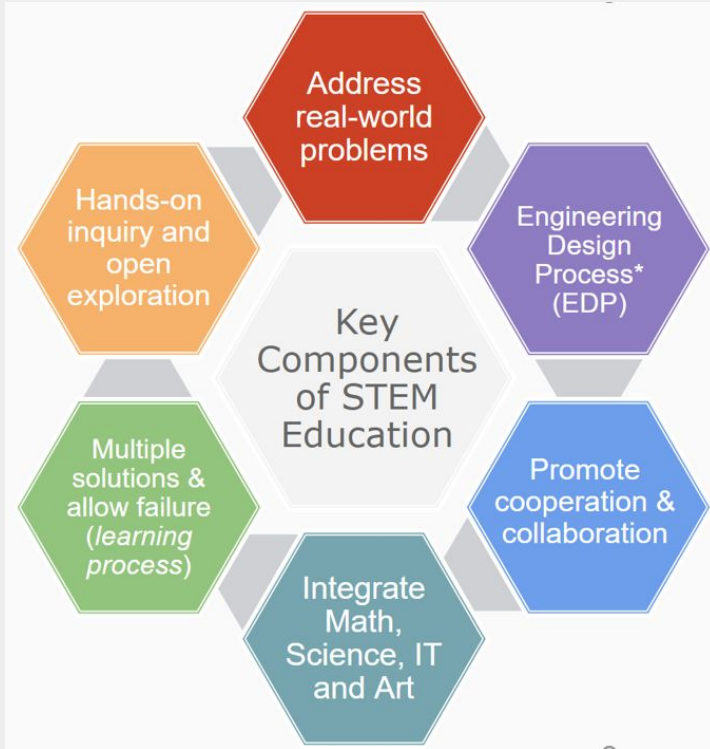 Address
real-world
problems
Engineering
Design
Process*
(EDP)
Promote
cooperation &
collaboration
Integrate
Math,
Science, IT
and Art
Multiple
solutions &
allow failure
(learning
process)
Hands-on
inquiry and
open
exploration
Key
Components
of STEM
Education